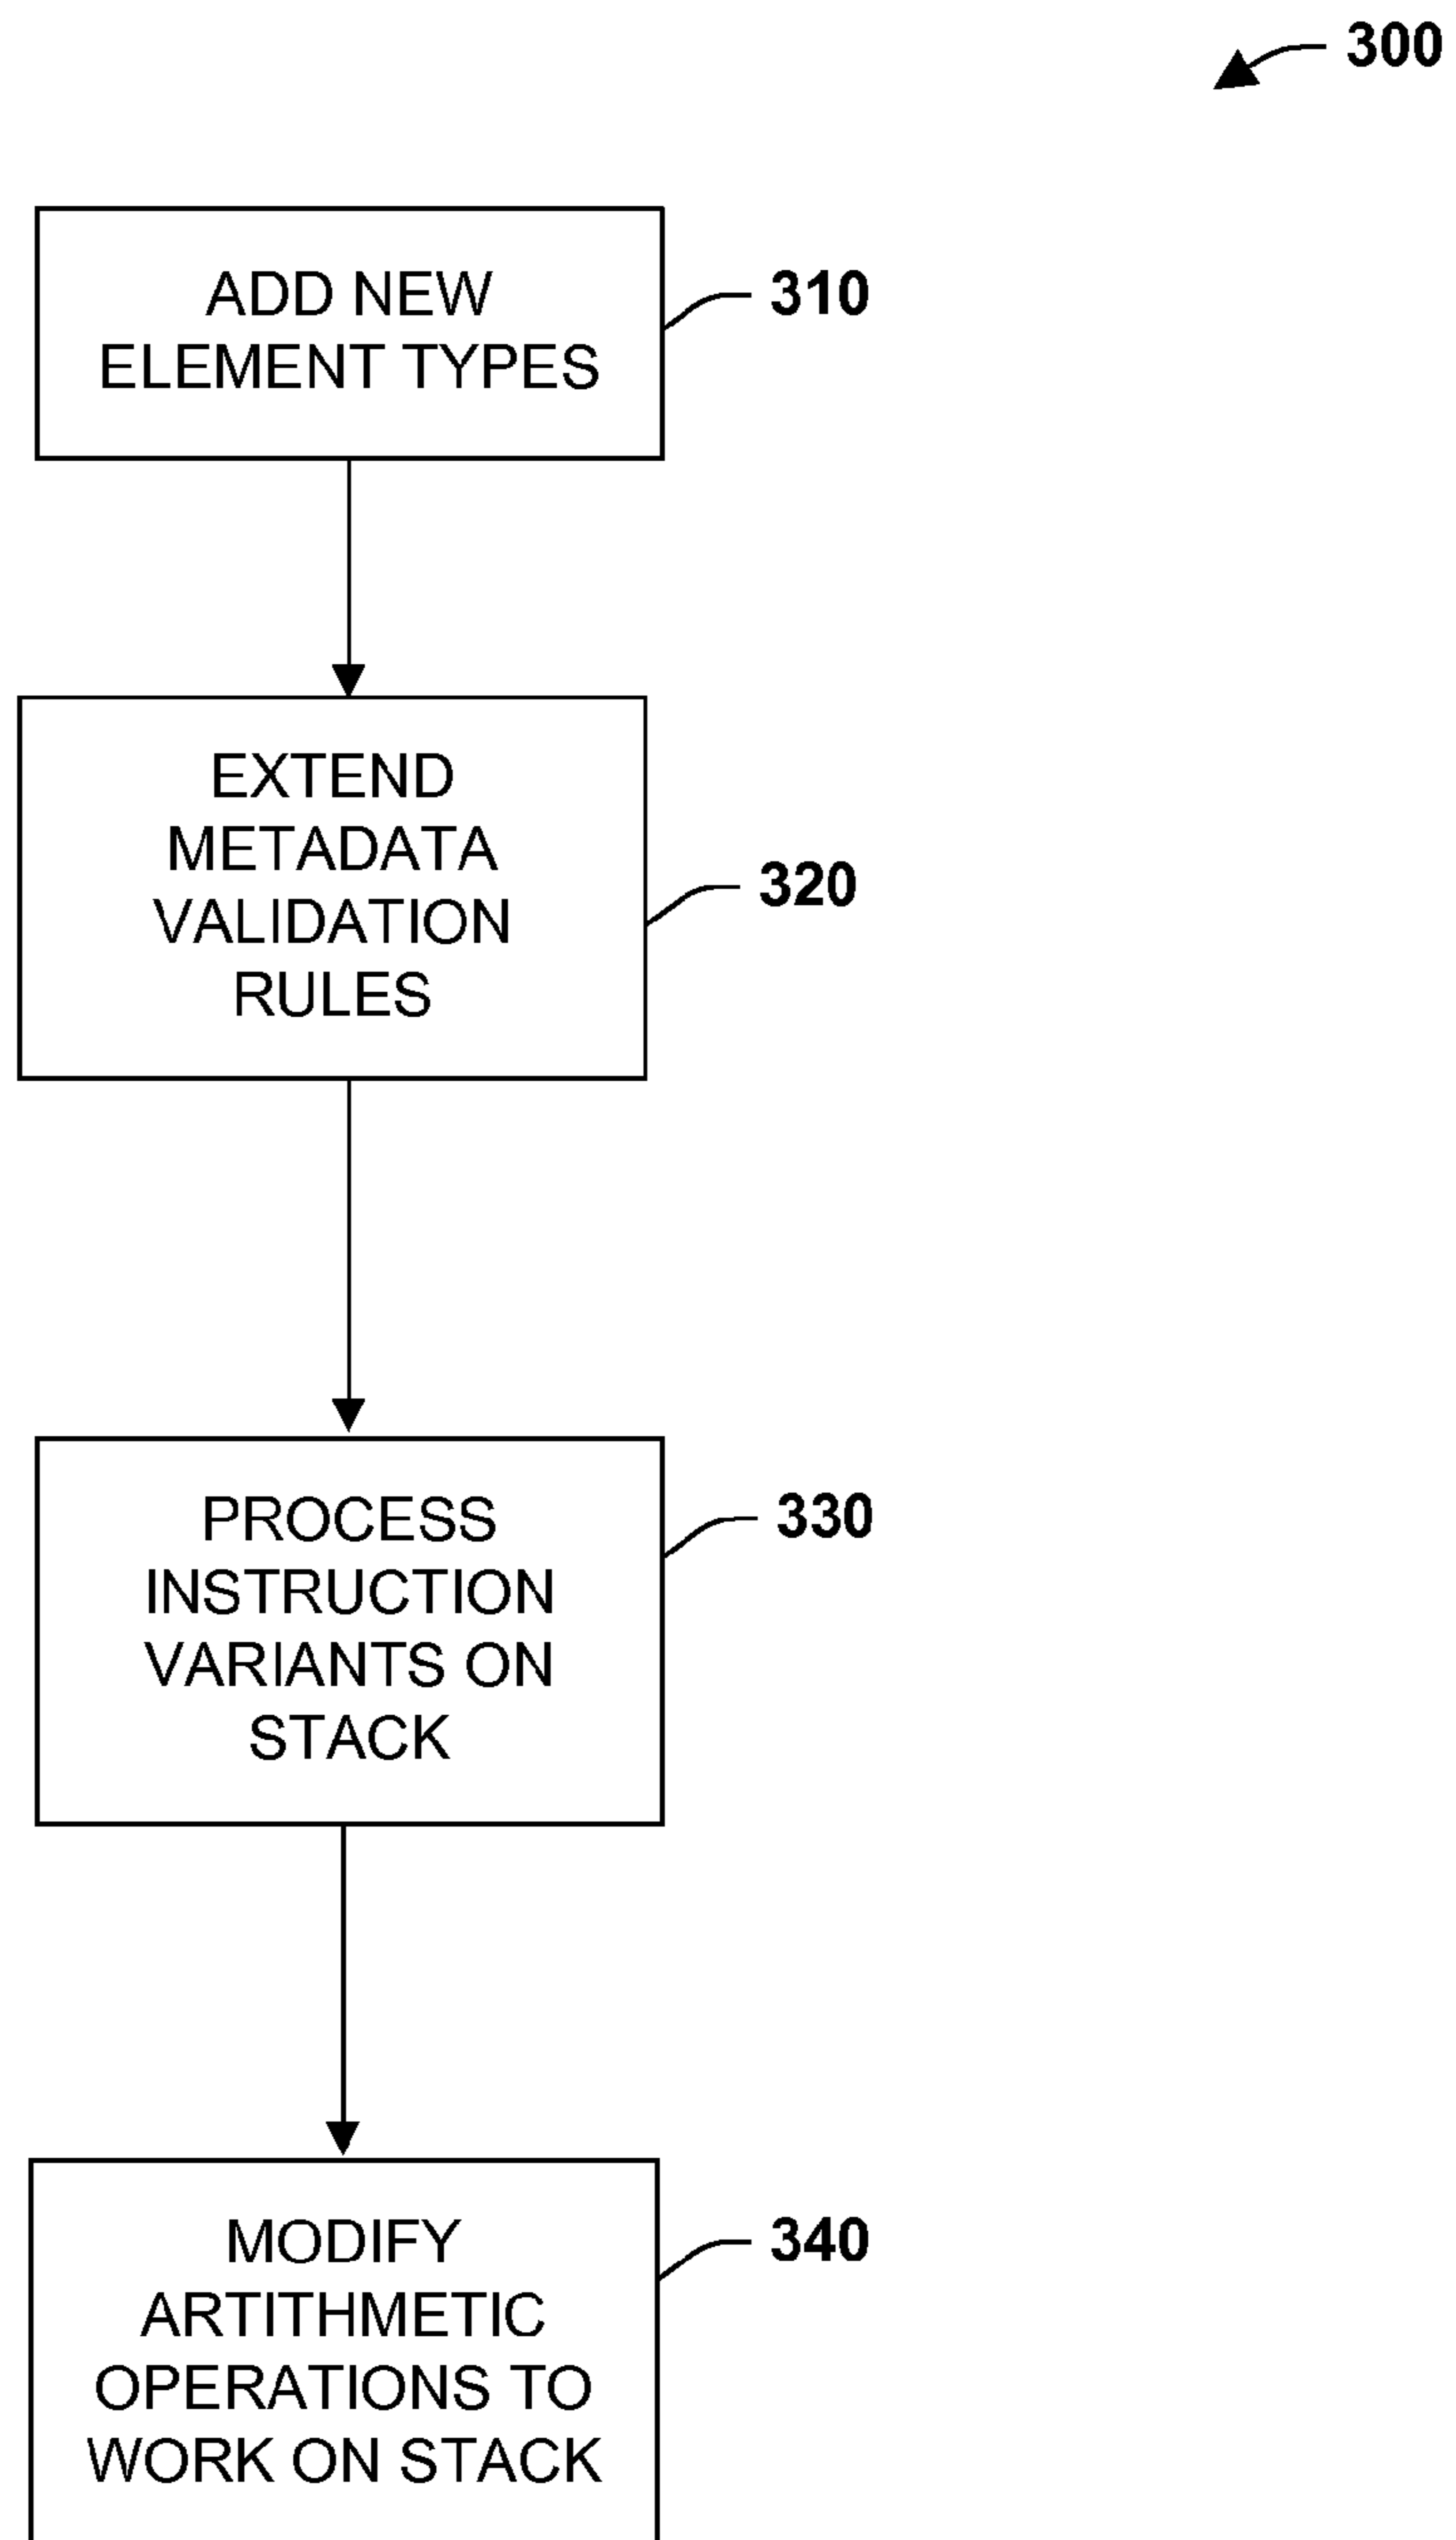 300
ADD NEW
ELEMENT TYPES
310
EXTEND
METADATA
VALIDATION
RULES
320
PROCESS
INSTRUCTION
VARIANTS ON
STACK
330
MODIFY
ARTITHMETIC
OPERATIONS TO
WORK ON STACK
340